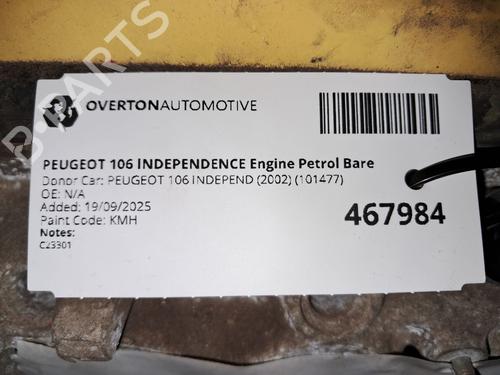 OVERTONAUTOMOTIVE
PEUGEOT 106 INDEPENDENCE Engine Petrol Bare
Donor Car: PEUGEOT 106 INDEPEND (2002) (101477)
OE: N/A
Added: 19/09/2025
Paint Code: KMH
467984
Notes:
C23301
B-PARTS